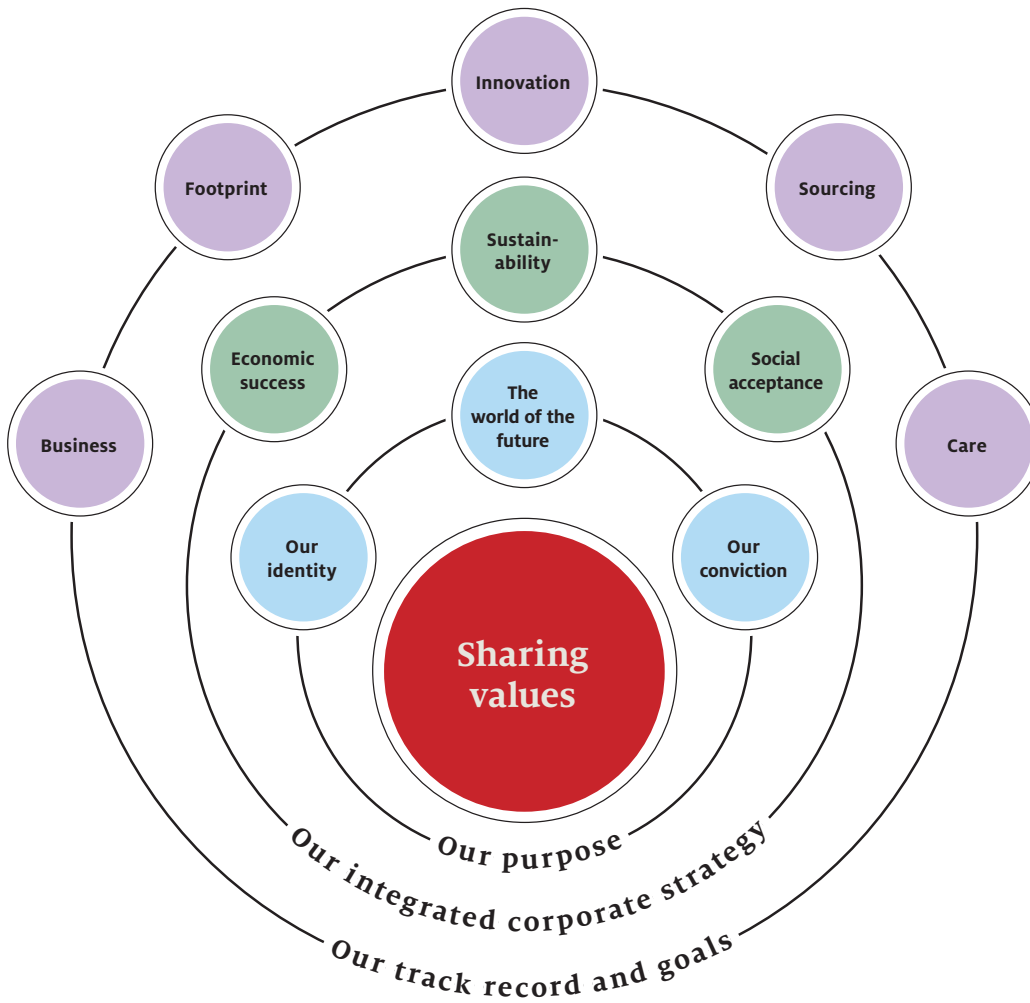 Innovation
Footprint
Sourcing
Sustain-
ability
Economic
success
Social
acceptance
The
world of the
future
Business
Care
Our
identity
Our
conviction
Sharing
values
Our purpose
Our integrated corporate strategy
Our track record and goals